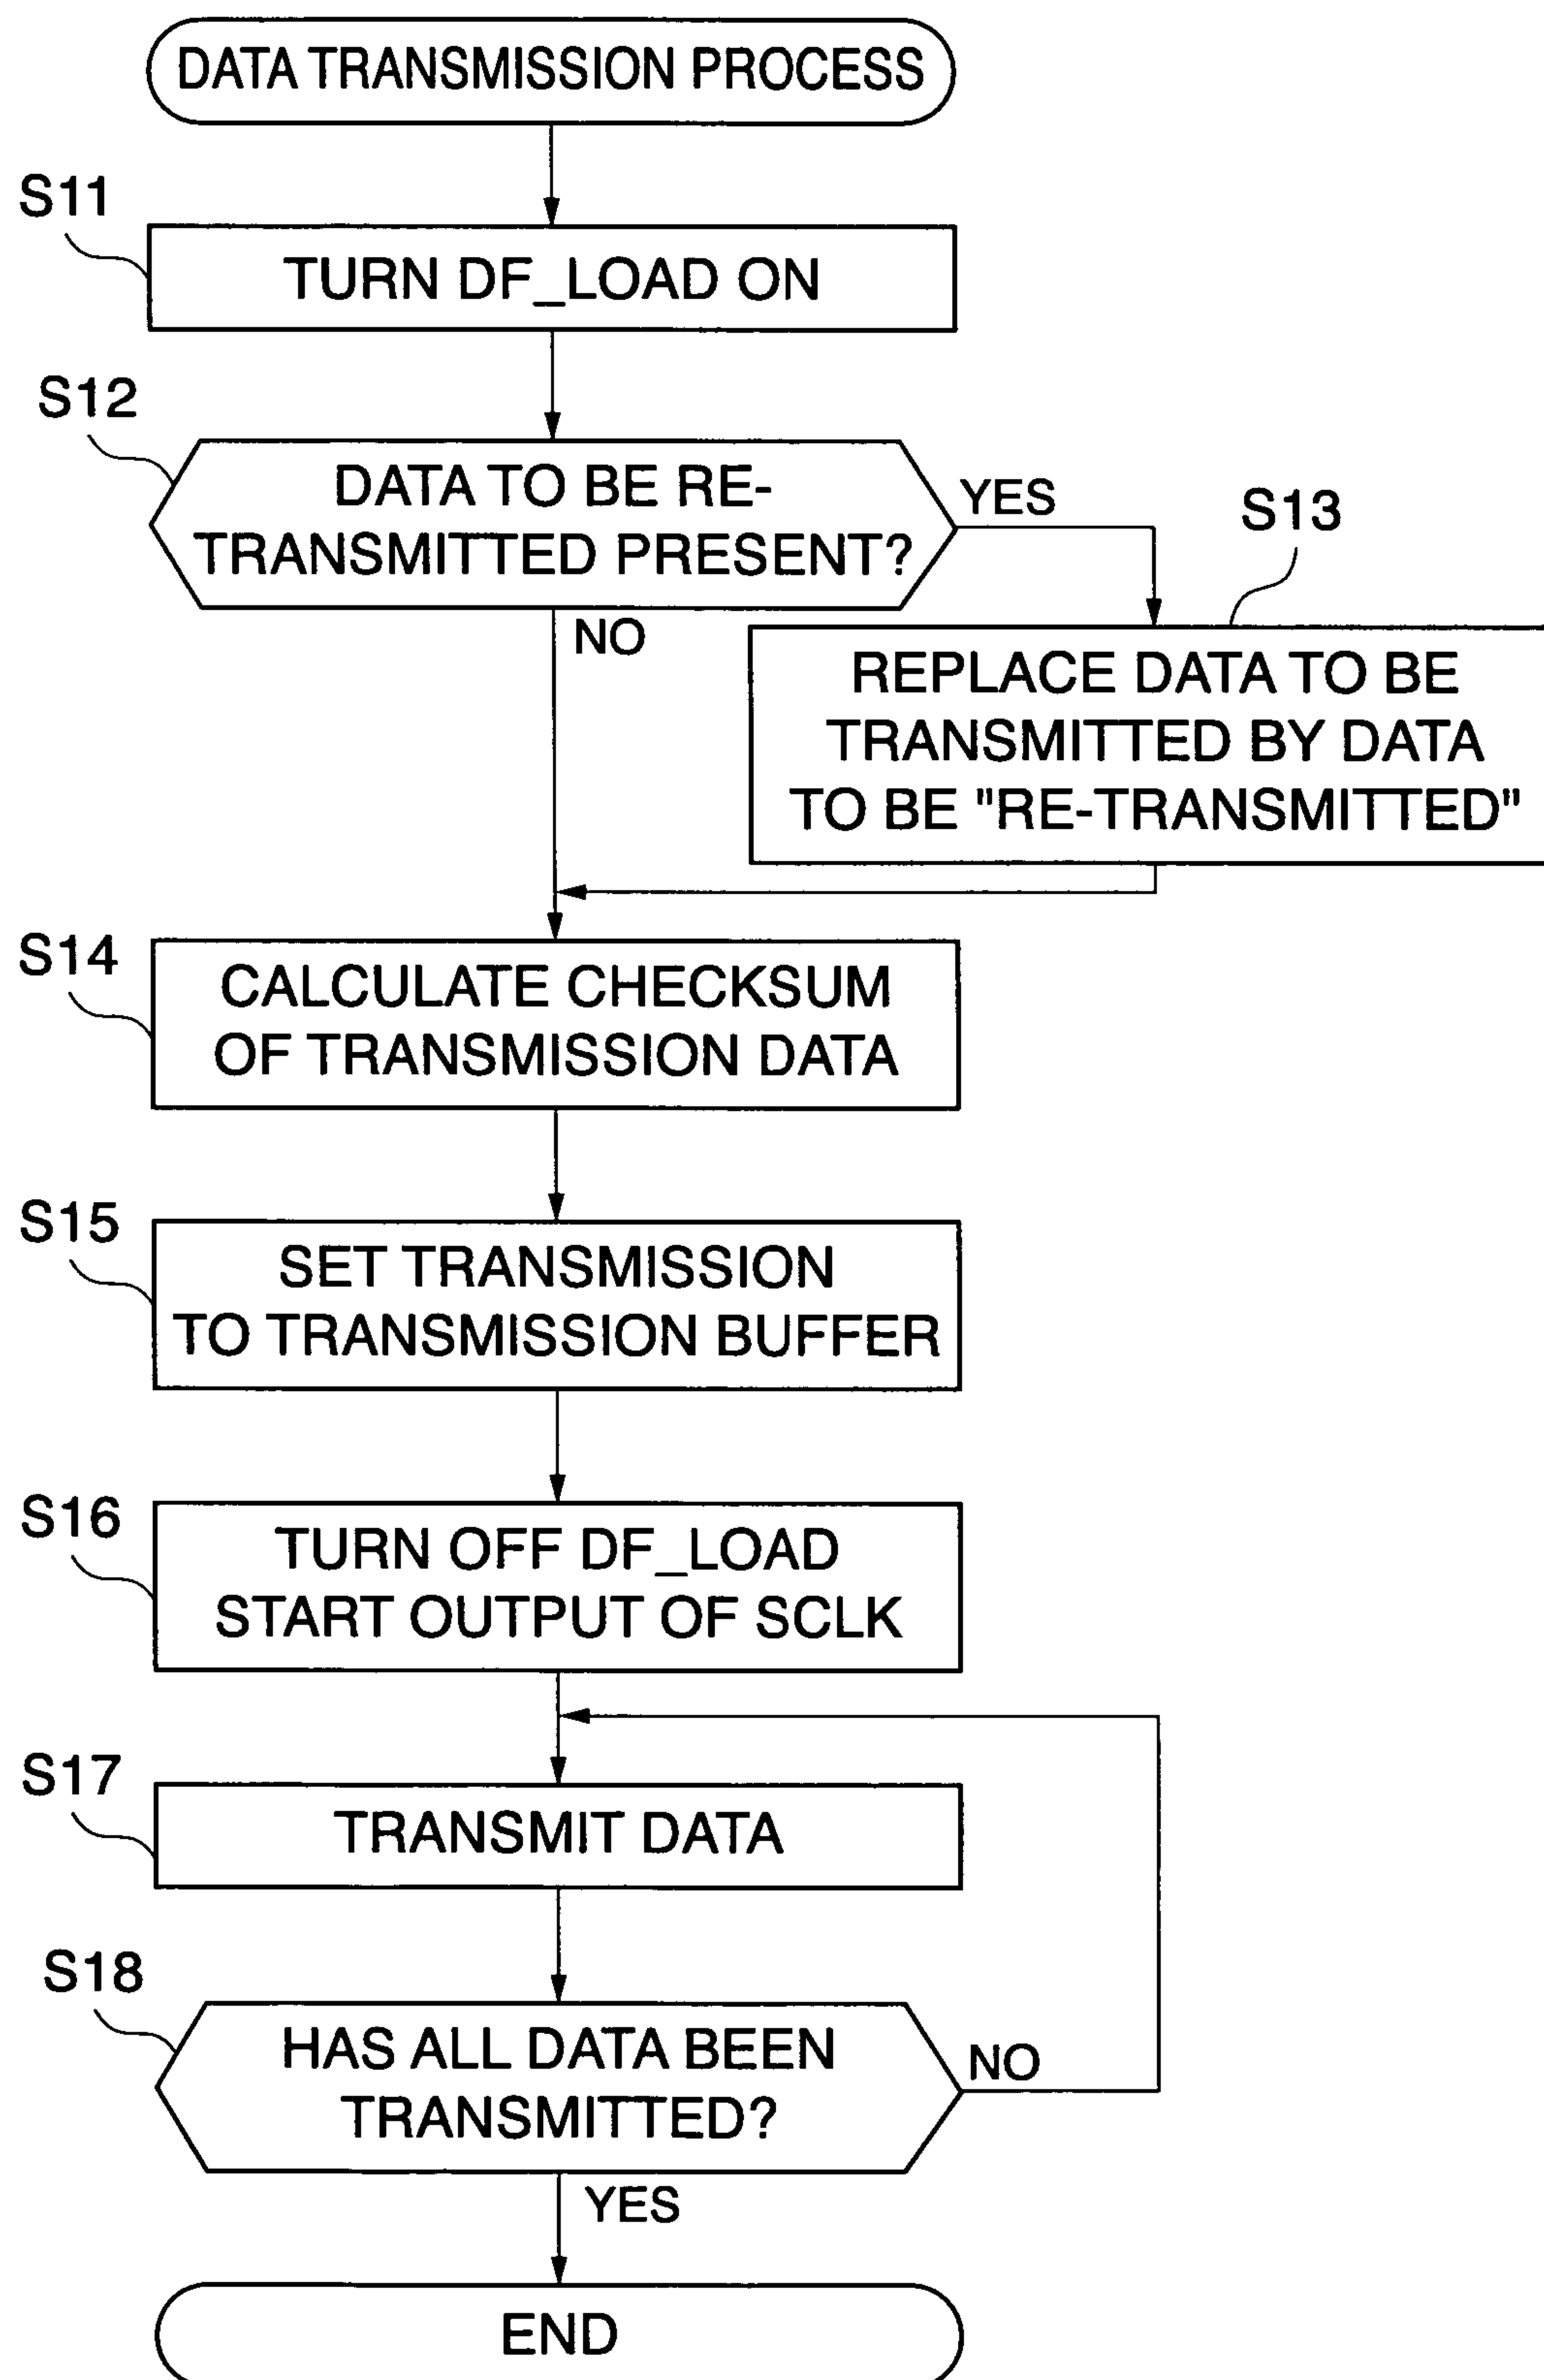 DATA TRANSMISSION PROCESS
S11
TURN DF_LOAD ON
S12
DATA TO BE RE-
TRANSMITTED PRESENT?
YES
NO
S13
REPLACE DATA TO BE
TRANSMITTED BY DATA
TO BE "RE-TRANSMITTED"
S14
CALCULATE CHECKSUM
OF TRANSMISSION DATA
S15
SET TRANSMISSION
TO TRANSMISSION BUFFER
S16
TURN OFF DF_LOAD
START OUTPUT OF SCLK
S17
TRANSMIT DATA
S18
HAS ALL DATA BEEN
TRANSMITTED?
NO
YES
END